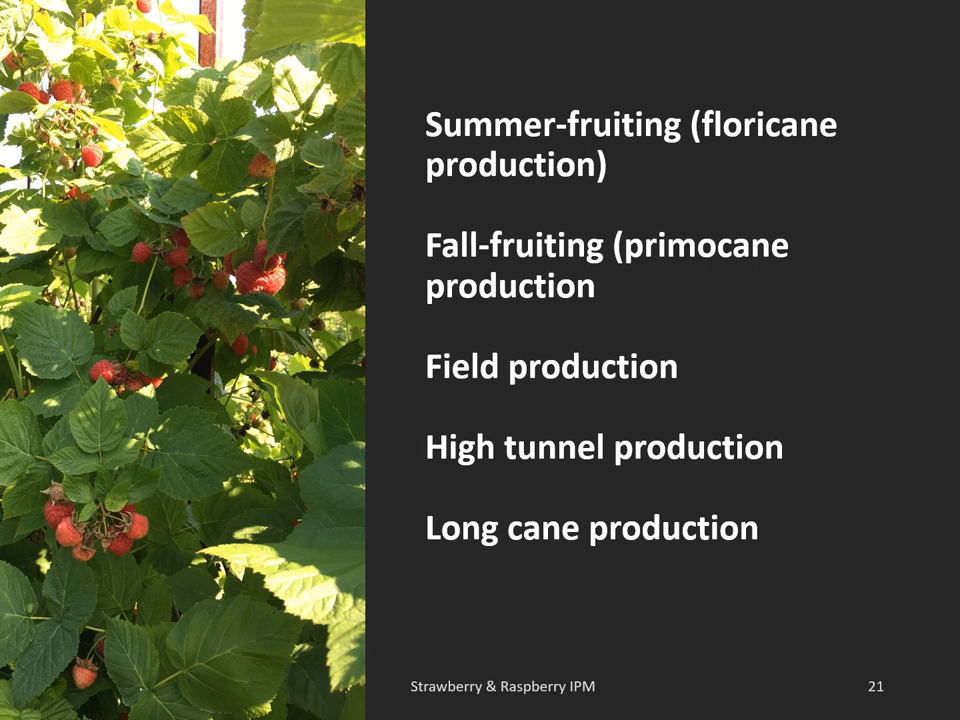 Summer-fruiting (floricane
production)
Fall-fruiting (primocane
production
Field production
High tunnel production
Long cane production
Strawberry & Raspberry IPM
21